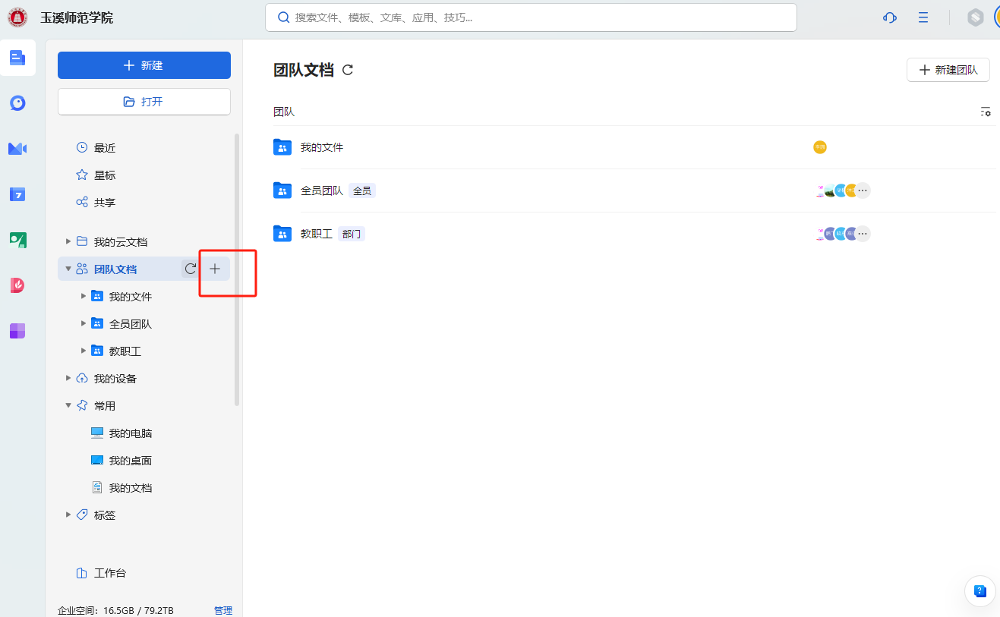 玉溪师范学院
搜索文件、模板、文库、应用、技巧...
新建
打开
最近
星标
共享
我的云文档
团队文档
我的文件
全员团队
教职工
我的设备
常用
我的电脑
我的桌面
我的文档
标签
工作台
企业空间: 16.5GB / 79.2TB 管理
团队文档
新建团队
团队
我的文件
全员团队 全员
教职工 部门